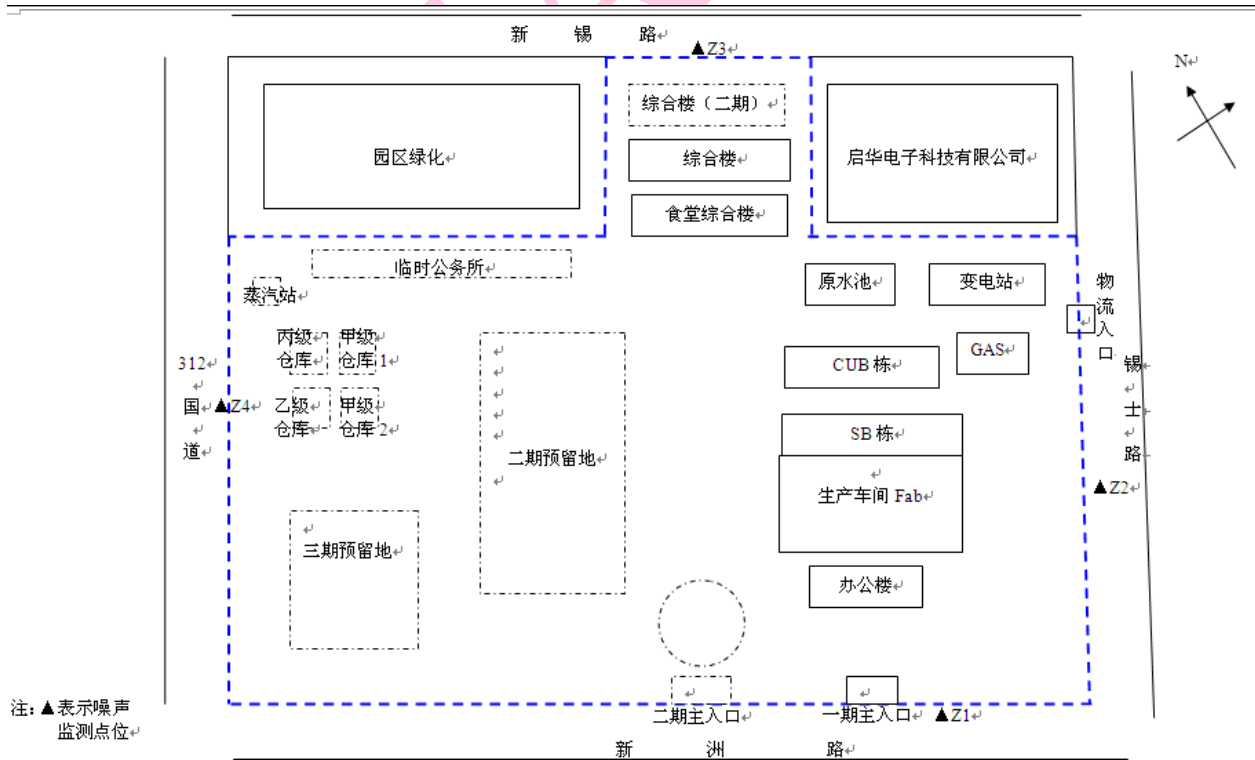 新 锡 路
▲Z3
N
综合楼（二期）
园区绿化
综合楼
启华电子科技有限公司
食堂综合楼
临时公务所
蒸汽站
原水池
变电站
物流入口
丙级
仓库
甲级
仓库1
312
国
道
CUB 栋
GAS
锡
士
路
▲Z4
乙级
仓库
甲级
仓库2
SB 栋
二期预留地
生产车间 Fab
▲Z2
三期预留地
办公楼
注：▲表示噪声
监测点位
二期主入口
一期主入口
▲Z1
新 洲 路